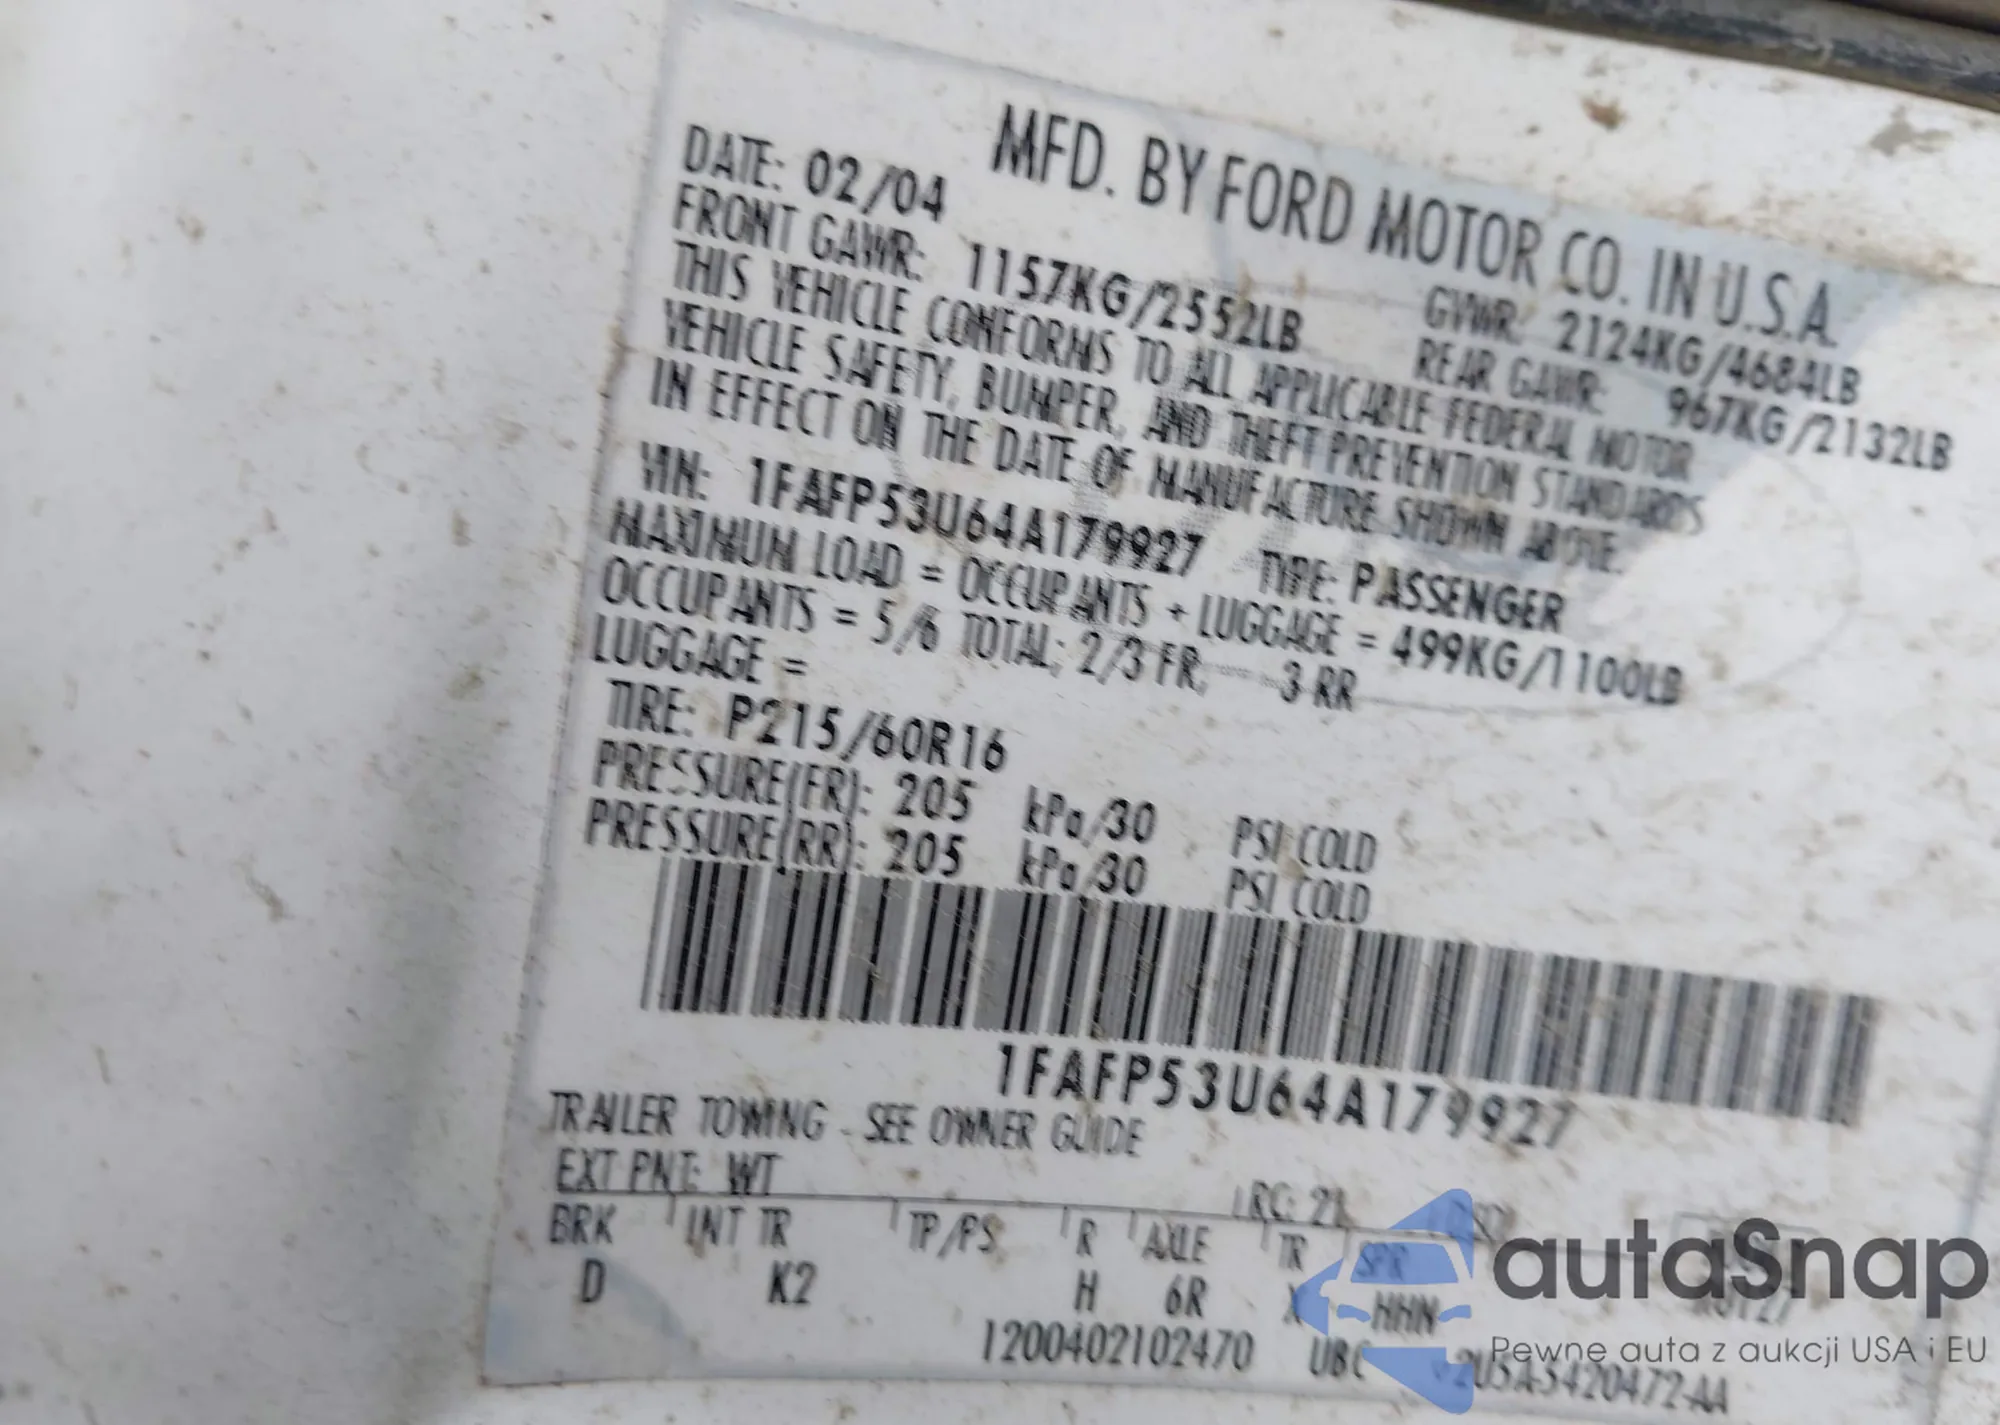 MFD. BY FORD MOTOR CO. IN U.S.A.
DATE: 02/04 GVWR: 2124KG/4684LB
FRONT GAWR: 1157KG/2552LB REAR GAWR: 967KG/2132LB
THIS VEHICLE CONFORMS TO ALL APPLICABLE FEDERAL MOTOR
VEHICLE SAFETY, BUMPER, AND THEFT PREVENTION STANDARDS
IN EFFECT ON THE DATE OF MANUFACTURE SHOWN ABOVE.
VIN: 1FAFP53U64A179927 TYPE: PASSENGER
MAXIMUM LOAD = OCCUPANTS + LUGGAGE = 499KG/1100LB
OCCUPANTS = 5/6 TOTAL; 2/3 FR, 3 RR
LUGGAGE =
TIRE: P215/60R16
PRESSURE(FR): 205 kPa/30 PSI COLD
PRESSURE(RR): 205 kPa/30 PSI COLD
1FAFP53U64A179927
TRAILER TOWING - SEE OWNER GUIDE
EXT PNT: WT RC: 21
BRK INT TR TP/PS R AXLE TR SPR
D K2 H 6R X HHN
1200402102470 UBC 2U5A-5420472-AA
autaSnap
Pewne auta z aukcji USA i EU